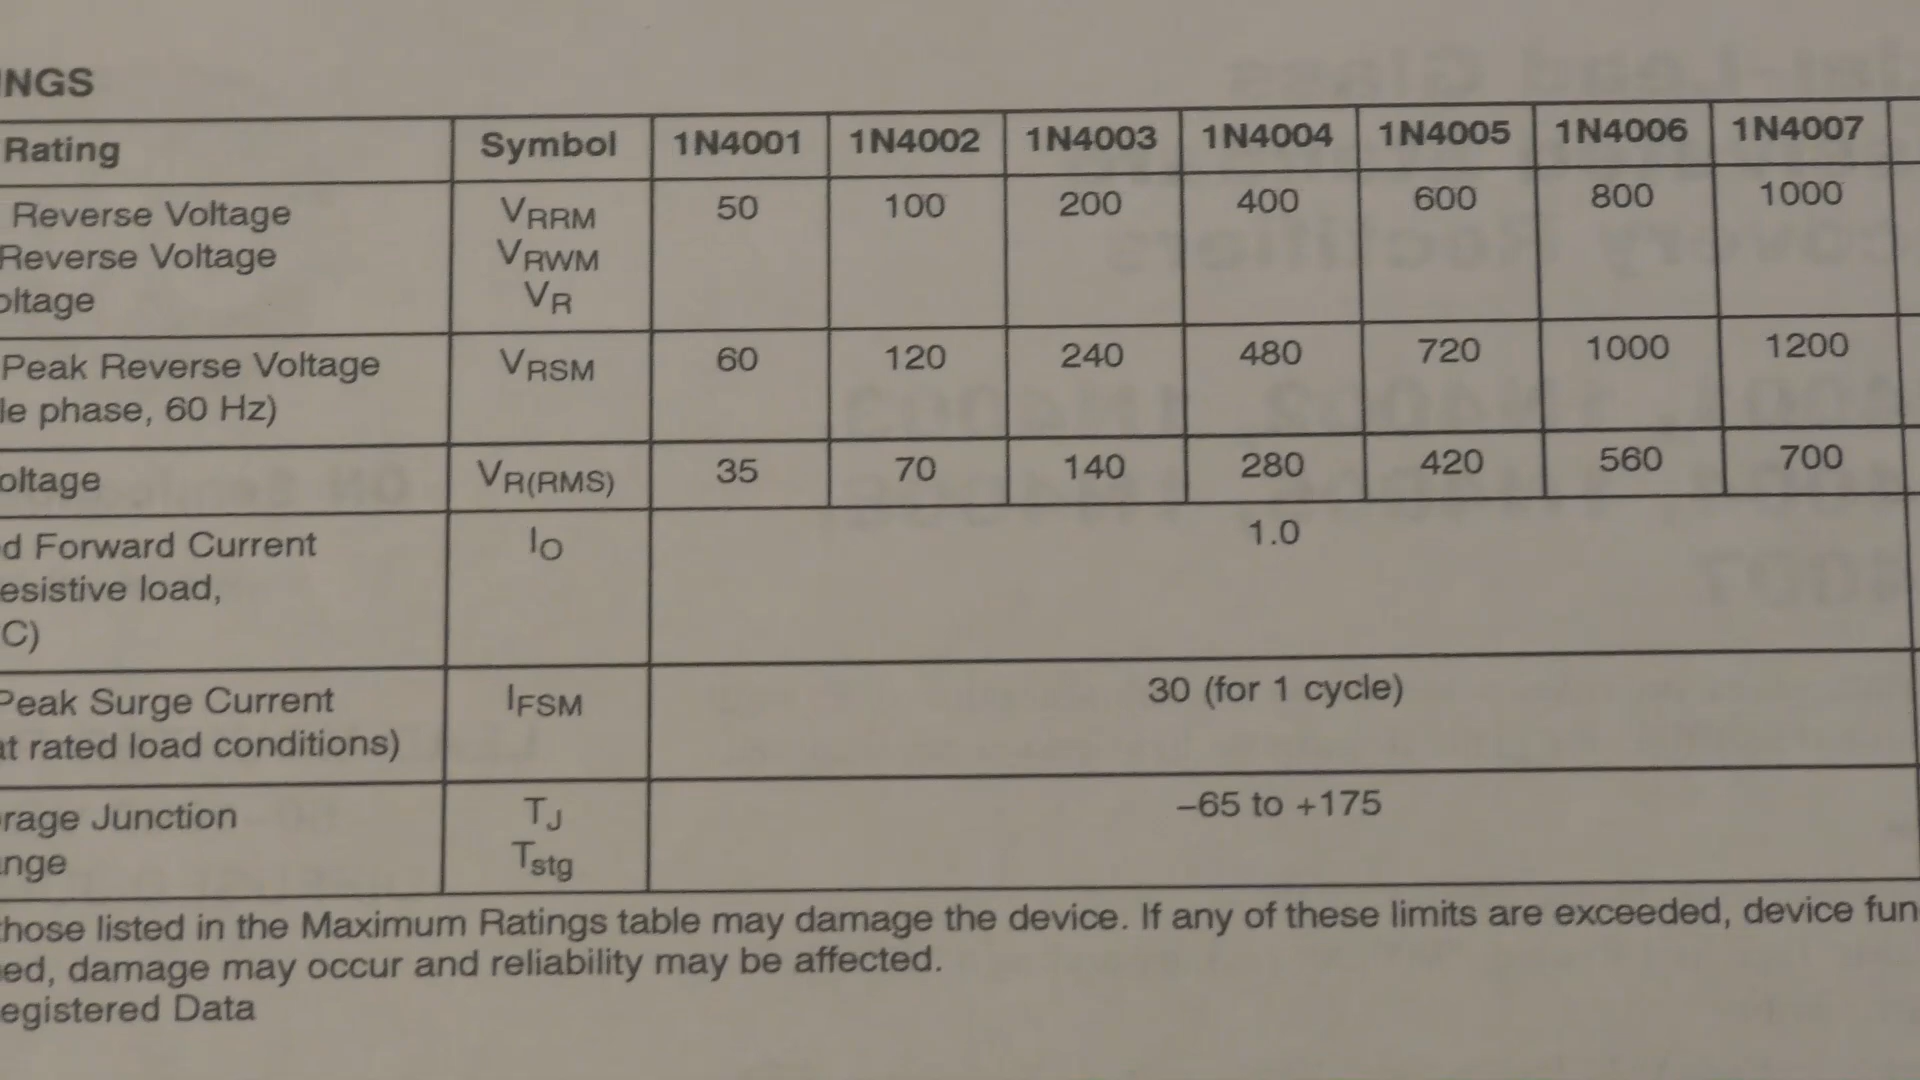 INGS
Rating Symbol 1N4001 1N4002 1N4003 1N4004 1N4005 1N4006 1N4007
Reverse Voltage VRRM 50 100 200 400 600 800 1000
Reverse Voltage VRWM
oltage VR
Peak Reverse Voltage VRSM 60 120 240 480 720 1000 1200
le phase, 60 Hz)
oltage VR(RMS) 35 70 140 280 420 560 700
d Forward Current IO 1.0
esistive load,
C)
Peak Surge Current IFSM 30 (for 1 cycle)
at rated load conditions)
rage Junction TJ –65 to +175
ange Tstg
those listed in the Maximum Ratings table may damage the device. If any of these limits are exceeded, device fun
ed, damage may occur and reliability may be affected.
egistered Data